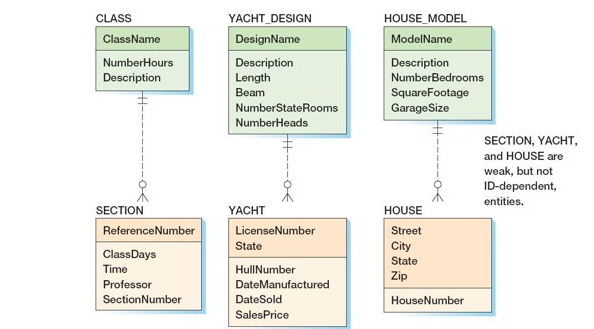 CLASS
ClassName
NumberHours
Description
YACHT_DESIGN
DesignName
Description
Length
Beam
NumberStateRooms
NumberHeads
HOUSE_MODEL
ModelName
Description
NumberBedrooms
SquareFootage
GarageSize
SECTION, YACHT,
and HOUSE are
weak, but not
ID-dependent,
entities.
SECTION
ReferenceNumber
ClassDays
Time
Professor
SectionNumber
YACHT
LicenseNumber
State
HullNumber
DateManufactured
DateSold
SalesPrice
HOUSE
Street
City
State
Zip
HouseNumber